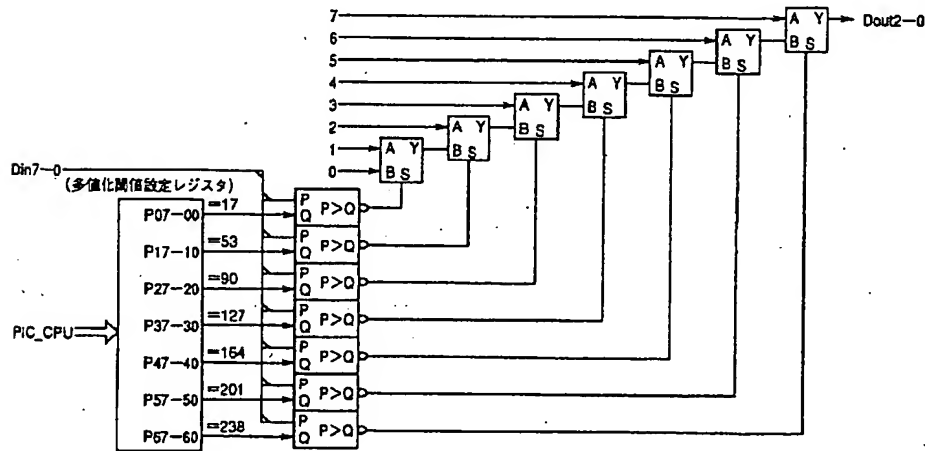 7 A Y Dout2-0
B S
6 A Y
B S
5 A Y
B S
4 A Y
B S
3 A Y
B S
2 A Y
B S
1 A Y
0 B S
Din7-0
(多値化閾値設定レジスタ)
P07-00 =17 P Q P>Q
P17-10 =53 P Q P>Q
P27-20 =90 P Q P>Q
P37-30 =127 P Q P>Q
PiC_CPU
P47-40 =164 P Q P>Q
P57-50 =201 P Q P>Q
P67-60 =238 P Q P>Q